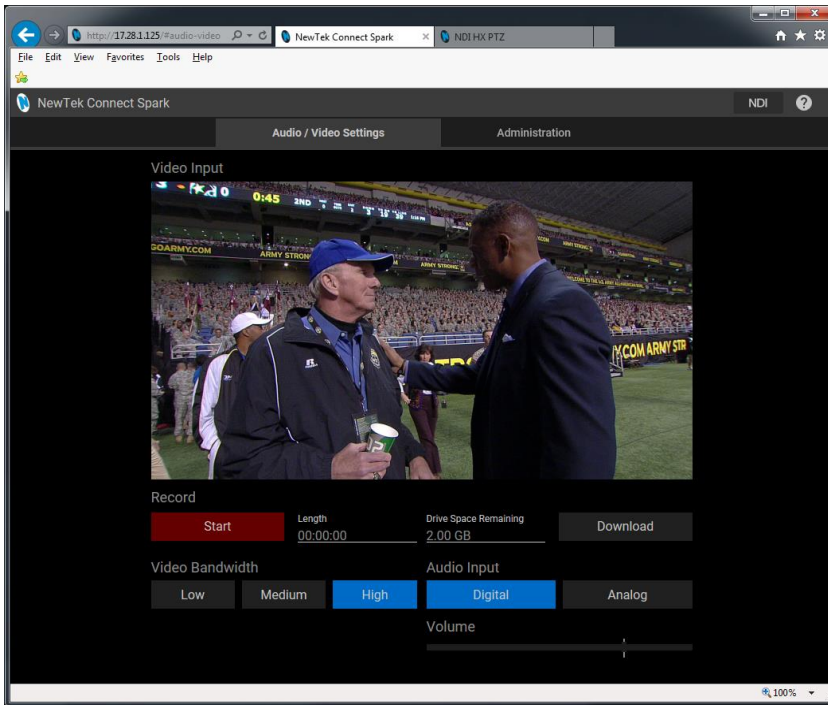 http://17.28.1.125/#audio-video
NewTek Connect Spark
NDI HX PTZ
File Edit View Favorites Tools Help
NewTek Connect Spark
NDI
?
Audio / Video Settings
Administration
Video Input
3
0
0:45
2ND
GOARMY.COM
ARMY STRONG
Y.COM ARMY STR
Record
Start
Length
00:00:00
Drive Space Remaining
2.00 GB
Download
Video Bandwidth
Audio Input
Low
Medium
High
Digital
Analog
Volume
100%